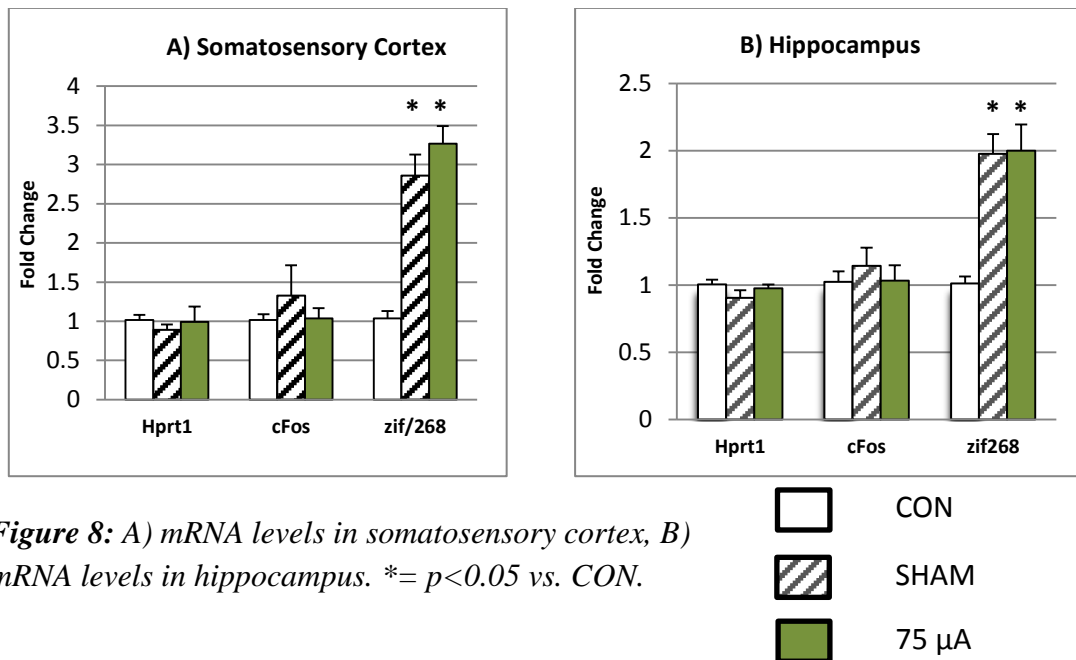 A) Somatosensory Cortex
4
3.5
3
2.5
2
1.5
1
0.5
0
Fold Change
* *
Hprt1 cFos zif/268
B) Hippocampus
2.5
2
1.5
1
0.5
0
Fold Change
* *
Hprt1 cFos zif268
Figure 8: A) mRNA levels in somatosensory cortex, B)
mRNA levels in hippocampus. *= p<0.05 vs. CON.
CON
SHAM
75 µA